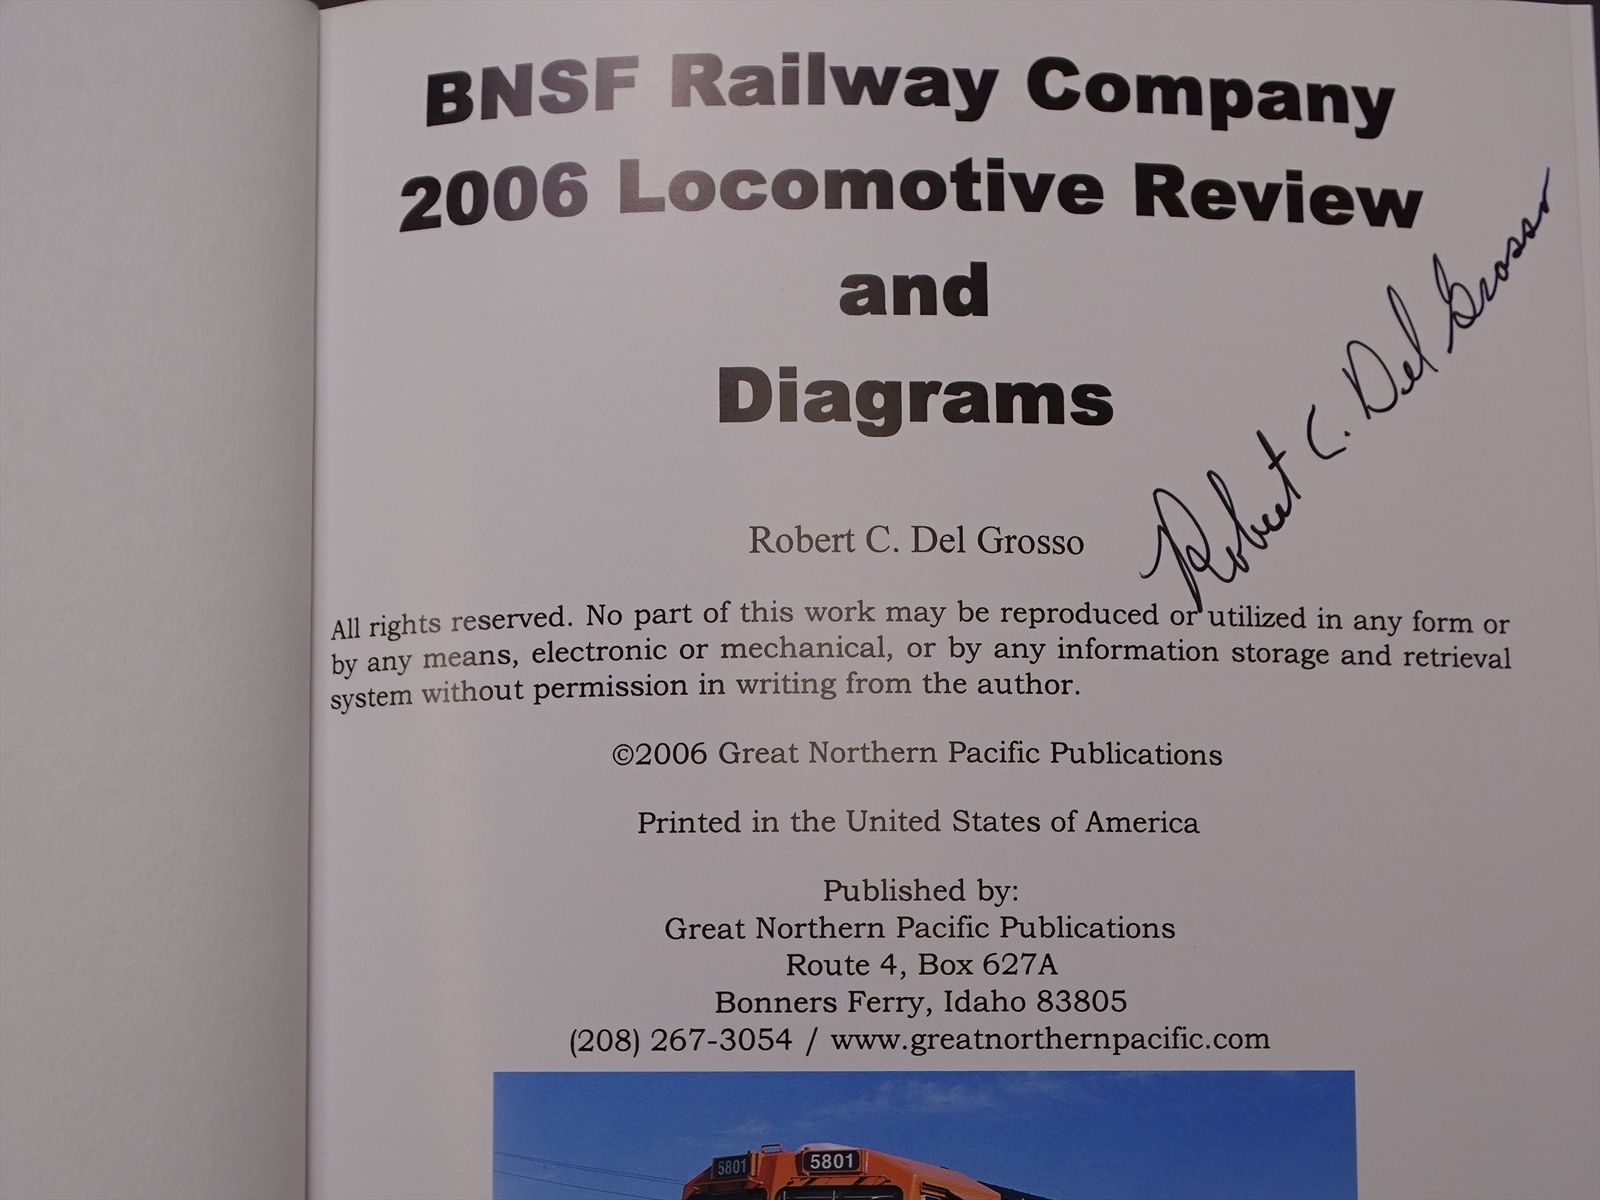 BNSF Railway Company
2006 Locomotive Review
and
Diagrams
Robert C. Del Grosso
Robert C. Del Grosso
All rights reserved. No part of this work may be reproduced or utilized in any form or
by any means, electronic or mechanical, or by any information storage and retrieval
system without permission in writing from the author.
©2006 Great Northern Pacific Publications
Printed in the United States of America
Published by:
Great Northern Pacific Publications
Route 4, Box 627A
Bonners Ferry, Idaho 83805
(208) 267-3054 / www.greatnorthernpacific.com
5801 5801